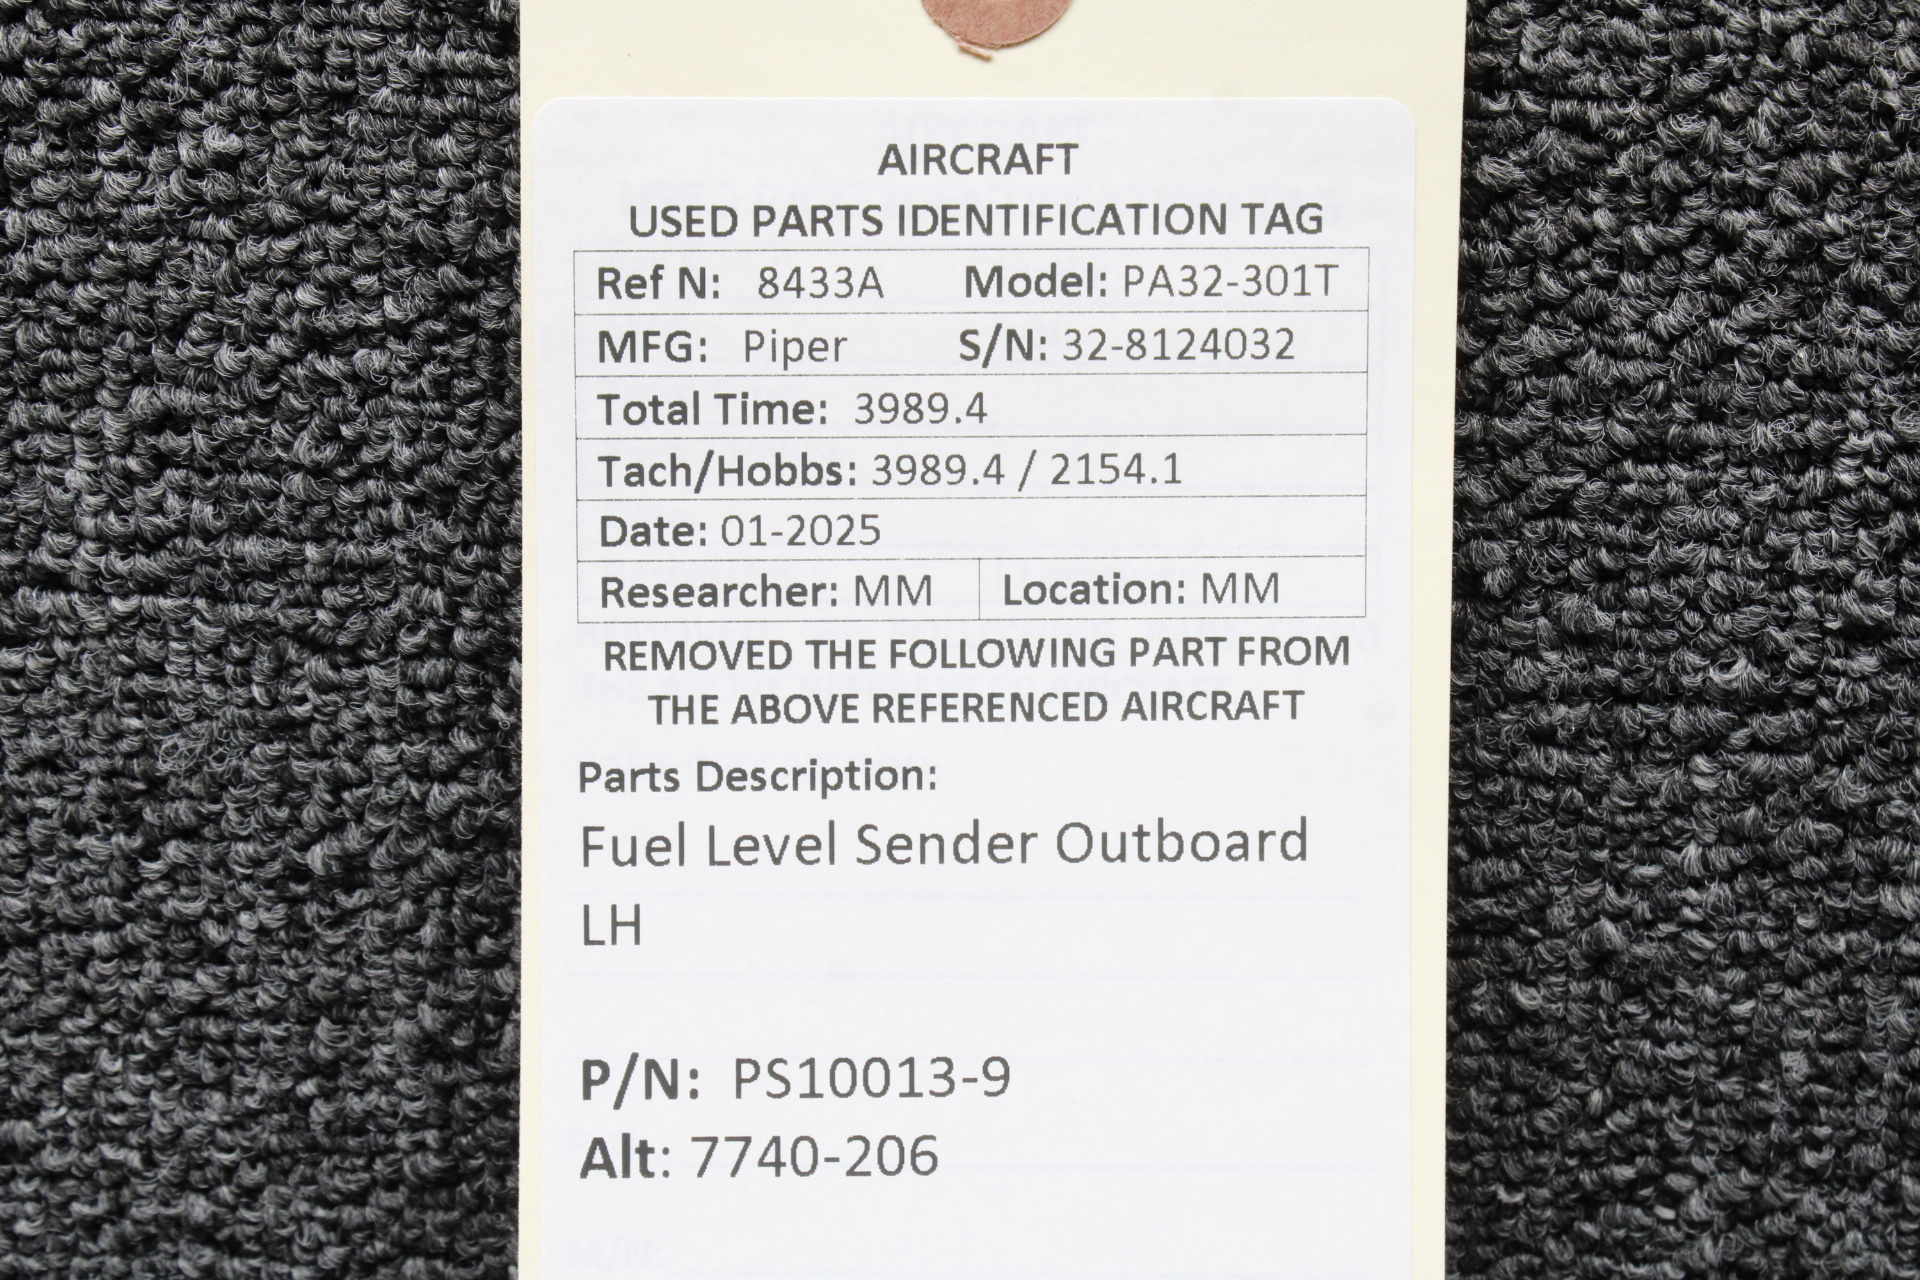 AIRCRAFT
USED PARTS IDENTIFICATION TAG
Ref N: 8433A Model: PA32-301T
MFG: Piper S/N: 32-8124032
Total Time: 3989.4
Tach/Hobbs: 3989.4 / 2154.1
Date: 01-2025
Researcher: MM Location: MM
REMOVED THE FOLLOWING PART FROM
THE ABOVE REFERENCED AIRCRAFT
Parts Description:
Fuel Level Sender Outboard
LH
P/N: PS10013-9
Alt: 7740-206